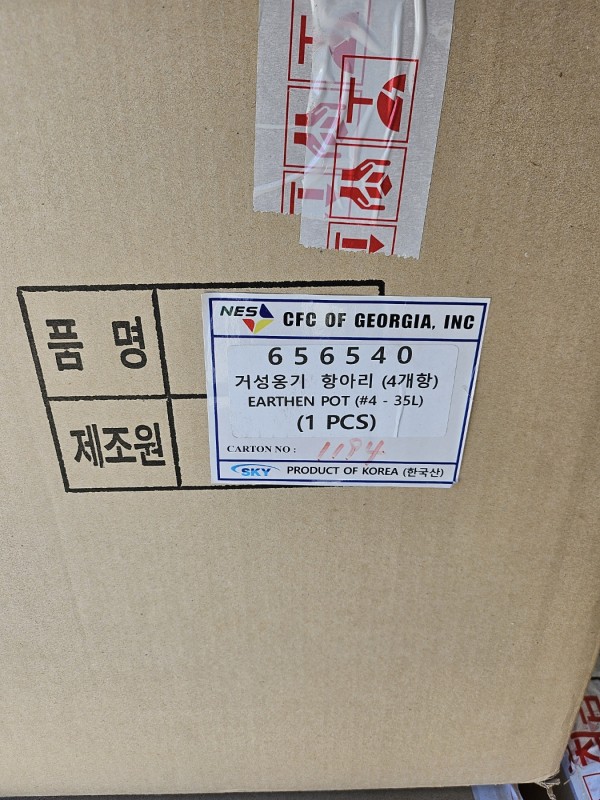 품명
제조원
NES CFC OF GEORGIA, INC
656540
거성옹기 항아리 (4개항)
EARTHEN POT (#4 - 35L)
(1 PCS)
CARTON NO : 1184
SKY PRODUCT OF KOREA (한국산)